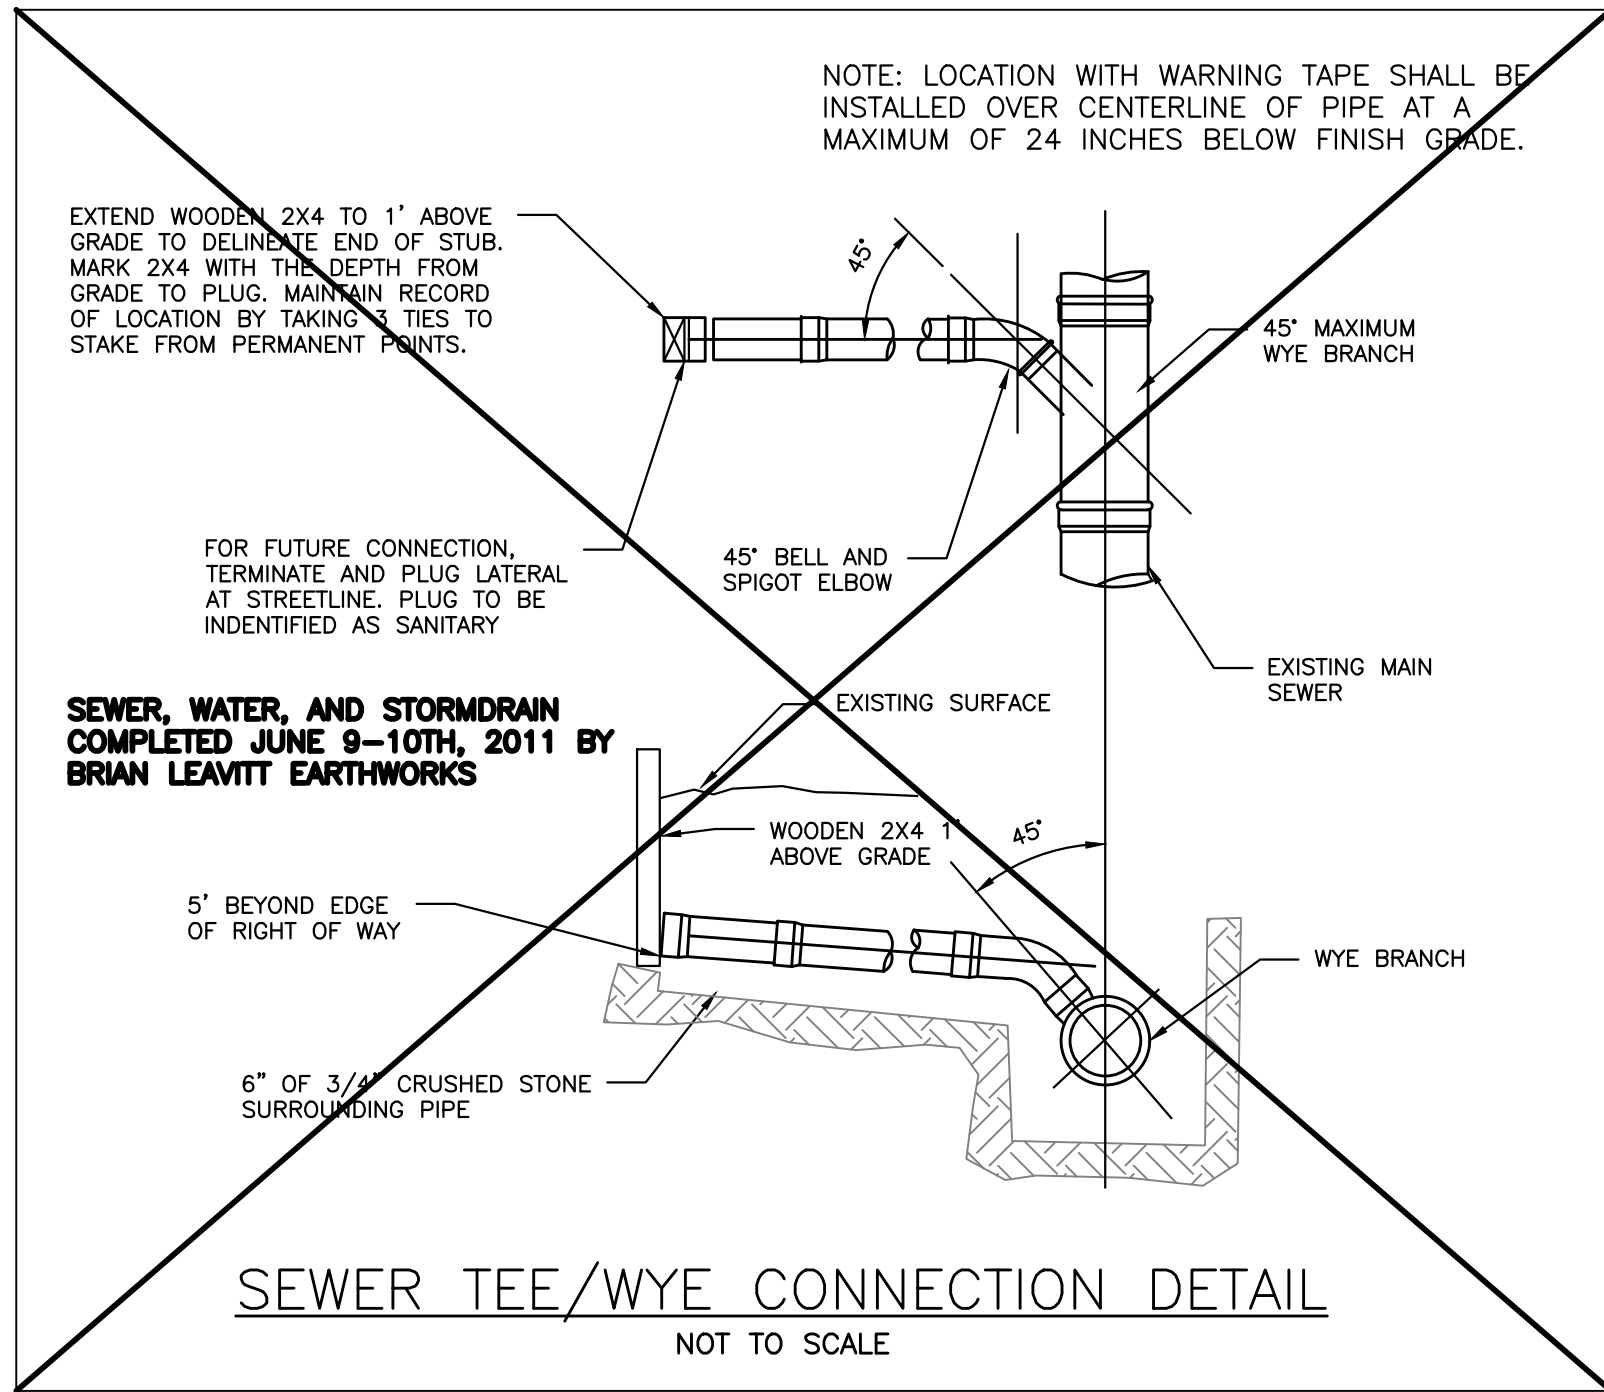 NOTE: LOCATION WITH WARNING TAPE SHALL BE
INSTALLED OVER CENTERLINE OF PIPE AT A
MAXIMUM OF 24 INCHES BELOW FINISH GRADE.
EXTEND WOODEN 2X4 TO 1' ABOVE
GRADE TO DELINEATE END OF STUB.
MARK 2X4 WITH THE DEPTH FROM
GRADE TO PLUG. MAINTAIN RECORD
OF LOCATION BY TAKING 3 TIES TO
STAKE FROM PERMANENT POINTS.
45°
45° MAXIMUM
WYE BRANCH
FOR FUTURE CONNECTION,
TERMINATE AND PLUG LATERAL
AT STREETLINE. PLUG TO BE
INDENTIFIED AS SANITARY
45° BELL AND
SPIGOT ELBOW
EXISTING MAIN
SEWER
SEWER, WATER, AND STORMDRAIN
COMPLETED JUNE 9-10TH, 2011 BY
BRIAN LEAVITT EARTHWORKS
EXISTING SURFACE
WOODEN 2X4 1'
ABOVE GRADE
45°
5' BEYOND EDGE
OF RIGHT OF WAY
WYE BRANCH
6" OF 3/4" CRUSHED STONE
SURROUNDING PIPE
SEWER TEE/WYE CONNECTION DETAIL
NOT TO SCALE